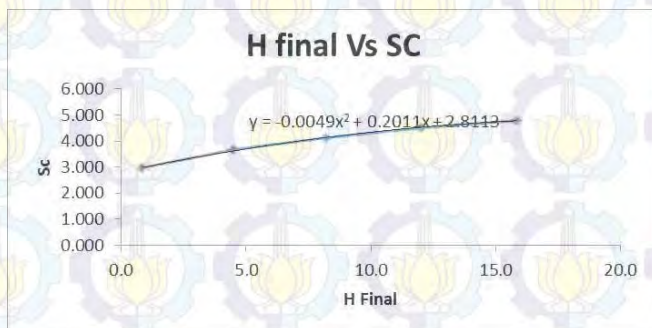 H final Vs SC
6.000
5.000
4.000
3.000
2.000
1.000
0.000
Sc
y = -0.0049x² + 0.2011x + 2.8113
0.0 5.0 10.0 15.0 20.0
H Final